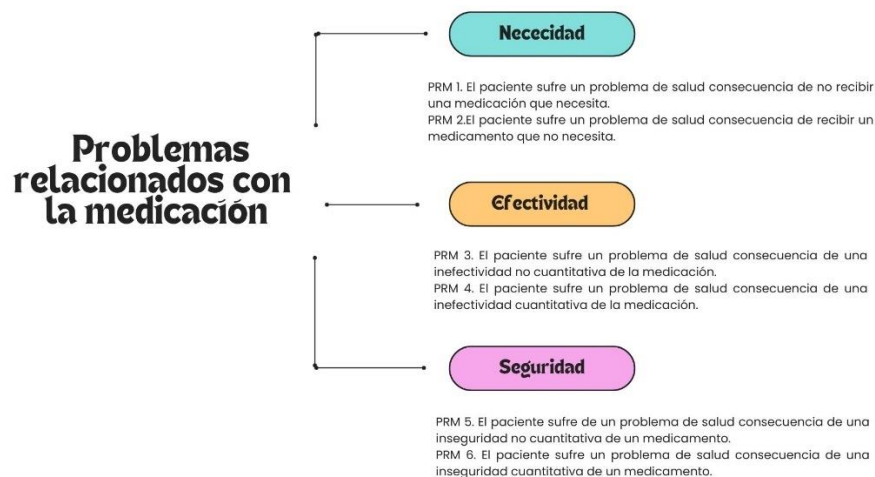 Problemas
relacionados con
la medicación
Nececidad
PRM 1. El paciente sufre un problema de salud consecuencia de no recibir
una medicación que necesita.
PRM 2.El paciente sufre un problema de salud consecuencia de recibir un
medicamento que no necesita.
Efectividad
PRM 3. El paciente sufre un problema de salud consecuencia de una
inefectividad no cuantitativa de la medicación.
PRM 4. El paciente sufre un problema de salud consecuencia de una
inefectividad cuantitativa de la medicación.
Seguridad
PRM 5. El paciente sufre de un problema de salud consecuencia de una
inseguridad no cuantitativa de un medicamento.
PRM 6. El paciente sufre un problema de salud consecuencia de una
inseguridad cuantitativa de un medicamento.